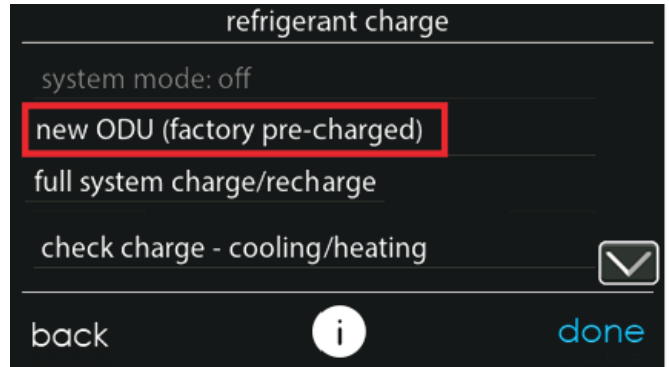 refrigerant charge
system mode: off
new ODU (factory pre-charged)
full system charge/recharge
check charge - cooling/heating
back i done